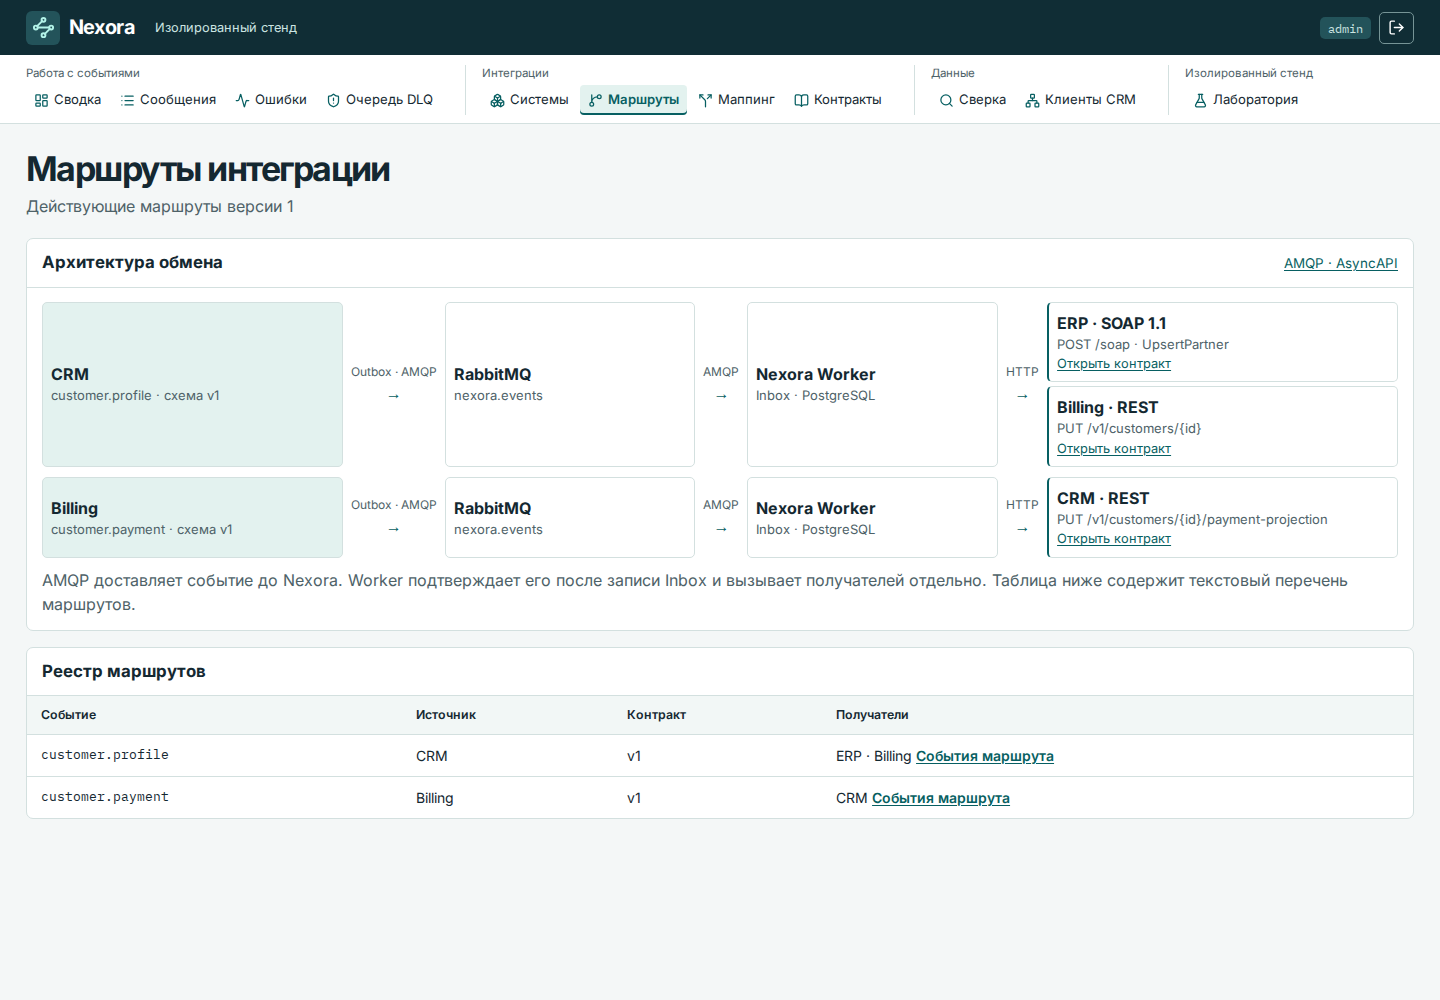 Nexora
Изолированный стенд
admin
Работа с событиями
Интеграции
Данные
Изолированный стенд
Сводка
Сообщения
Ошибки
Очередь DLQ
Системы
Маршруты
Маппинг
Контракты
Сверка
Клиенты CRM
Лаборатория
Маршруты интеграции
Действующие маршруты версии 1
Архитектура обмена
AMQP · AsyncAPI
CRM
customer.profile · схема v1
Outbox · AMQP
→
RabbitMQ
nexora.events
AMQP
→
Nexora Worker
Inbox · PostgreSQL
HTTP
→
ERP · SOAP 1.1
POST /soap · UpsertPartner
Открыть контракт
Billing · REST
PUT /v1/customers/{id}
Открыть контракт
Billing
customer.payment · схема v1
Outbox · AMQP
→
RabbitMQ
nexora.events
AMQP
→
Nexora Worker
Inbox · PostgreSQL
HTTP
→
CRM · REST
PUT /v1/customers/{id}/payment-projection
Открыть контракт
AMQP доставляет событие до Nexora. Worker подтверждает его после записи Inbox и вызывает получателей отдельно. Таблица ниже содержит текстовый перечень
маршрутов.
Реестр маршрутов
Событие Источник Контракт Получатели
customer.profile CRM v1 ERP · Billing События маршрута
customer.payment Billing v1 CRM События маршрута